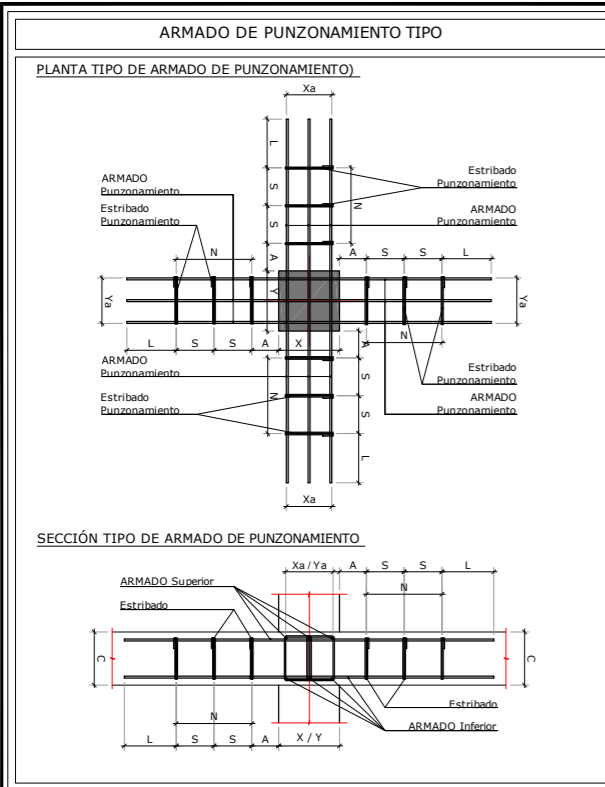 ARMADO DE PUNZONAMIENTO TIPO
PLANTA TIPO DE ARMADO DE PUNZONAMIENTO)
Xa
L
ARMADO
Punzonamiento
Estribado
Punzonamiento
S
N
Estribado
Punzonamiento
S
ARMADO
Punzonamiento
N
A
A S S L
Ya
Y
Ya
L S S A X
A
N
ARMADO
Punzonamiento
S
Estribado
Punzonamiento
Estribado
Punzonamiento
N
S
ARMADO
Punzonamiento
L
Xa
SECCIÓN TIPO DE ARMADO DE PUNZONAMIENTO
Xa / Ya A S S L
ARMADO Superior
N
Estribado
C
C
Estribado
N
ARMADO Inferior
L S S A X / Y